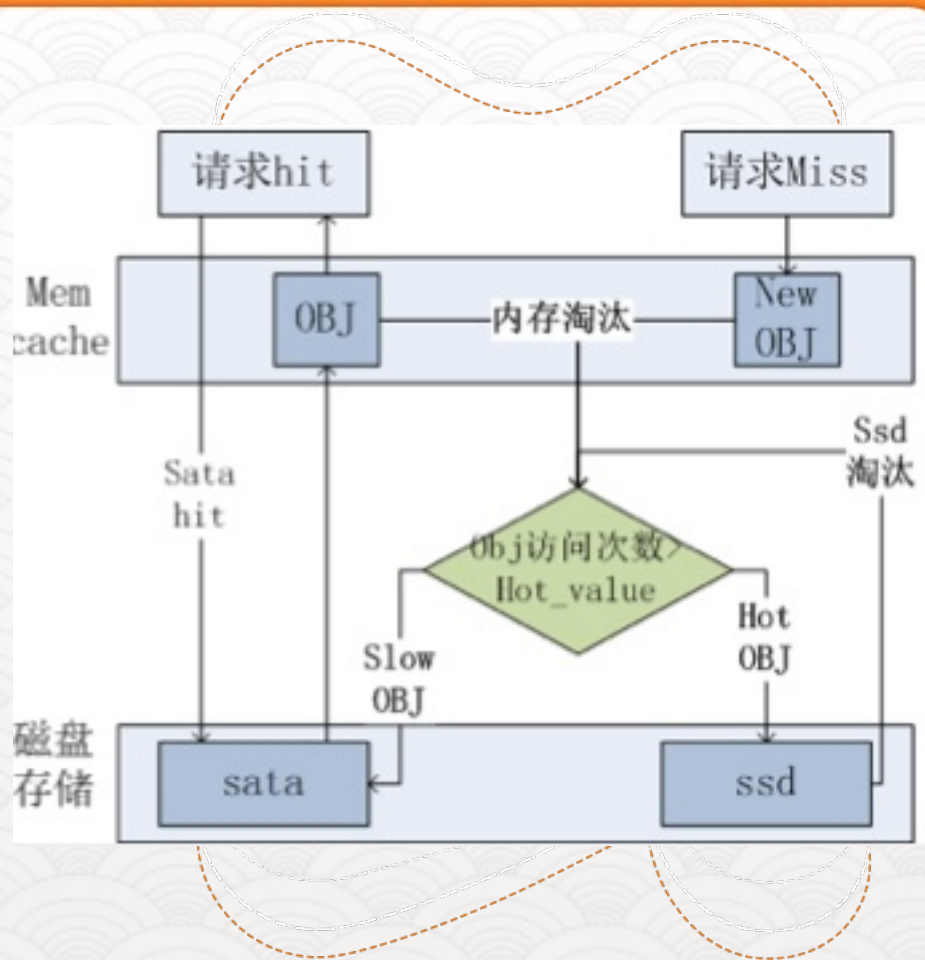 请求hit
请求Miss
Mem
cache
OBJ
内存淘汰
New
OBJ
Ssd
淘汰
Sata
hit
Obj访问次数>
Hot_value
Hot
OBJ
Slow
OBJ
磁盘
存储
sata
ssd